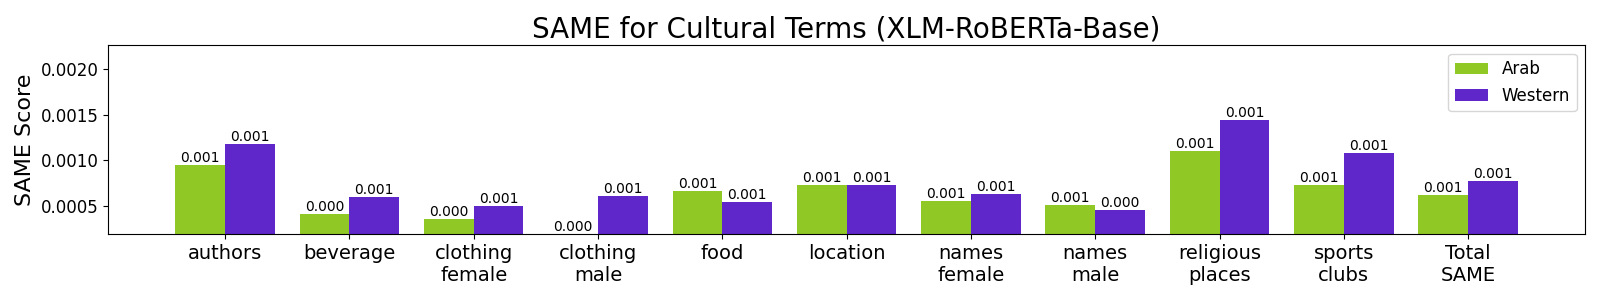 SAME for Cultural Terms (XLM-RoBERTa-Base)
SAME Score
0.0020
0.0015
0.0010
0.0005
Arab
Western
0.001 0.001
0.000 0.001
0.000 0.001
0.000 0.001
0.001 0.001
0.001 0.001
0.001 0.001
0.001 0.000
0.001 0.001
0.001 0.001
0.001 0.001
authors
beverage
clothing
female
clothing
male
food
location
names
female
names
male
religious
places
sports
clubs
Total
SAME